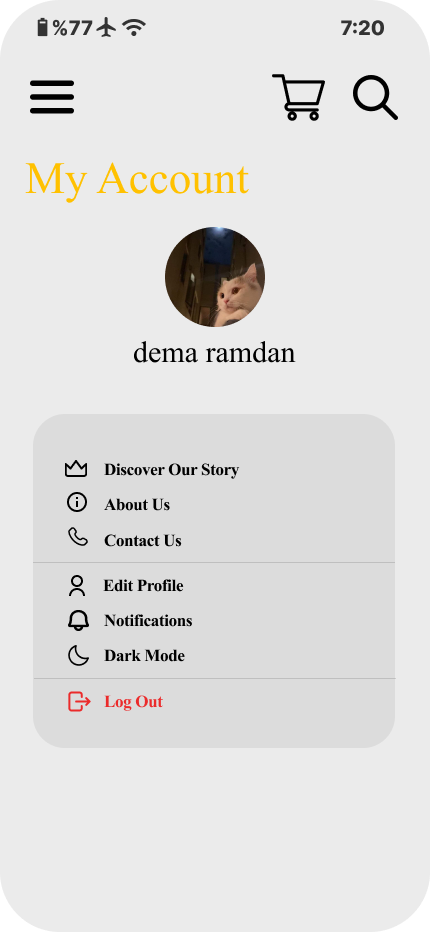 %77
7:20
My Account
dema ramdan
Discover Our Story
About Us
Contact Us
Edit Profile
Notifications
Dark Mode
Log Out